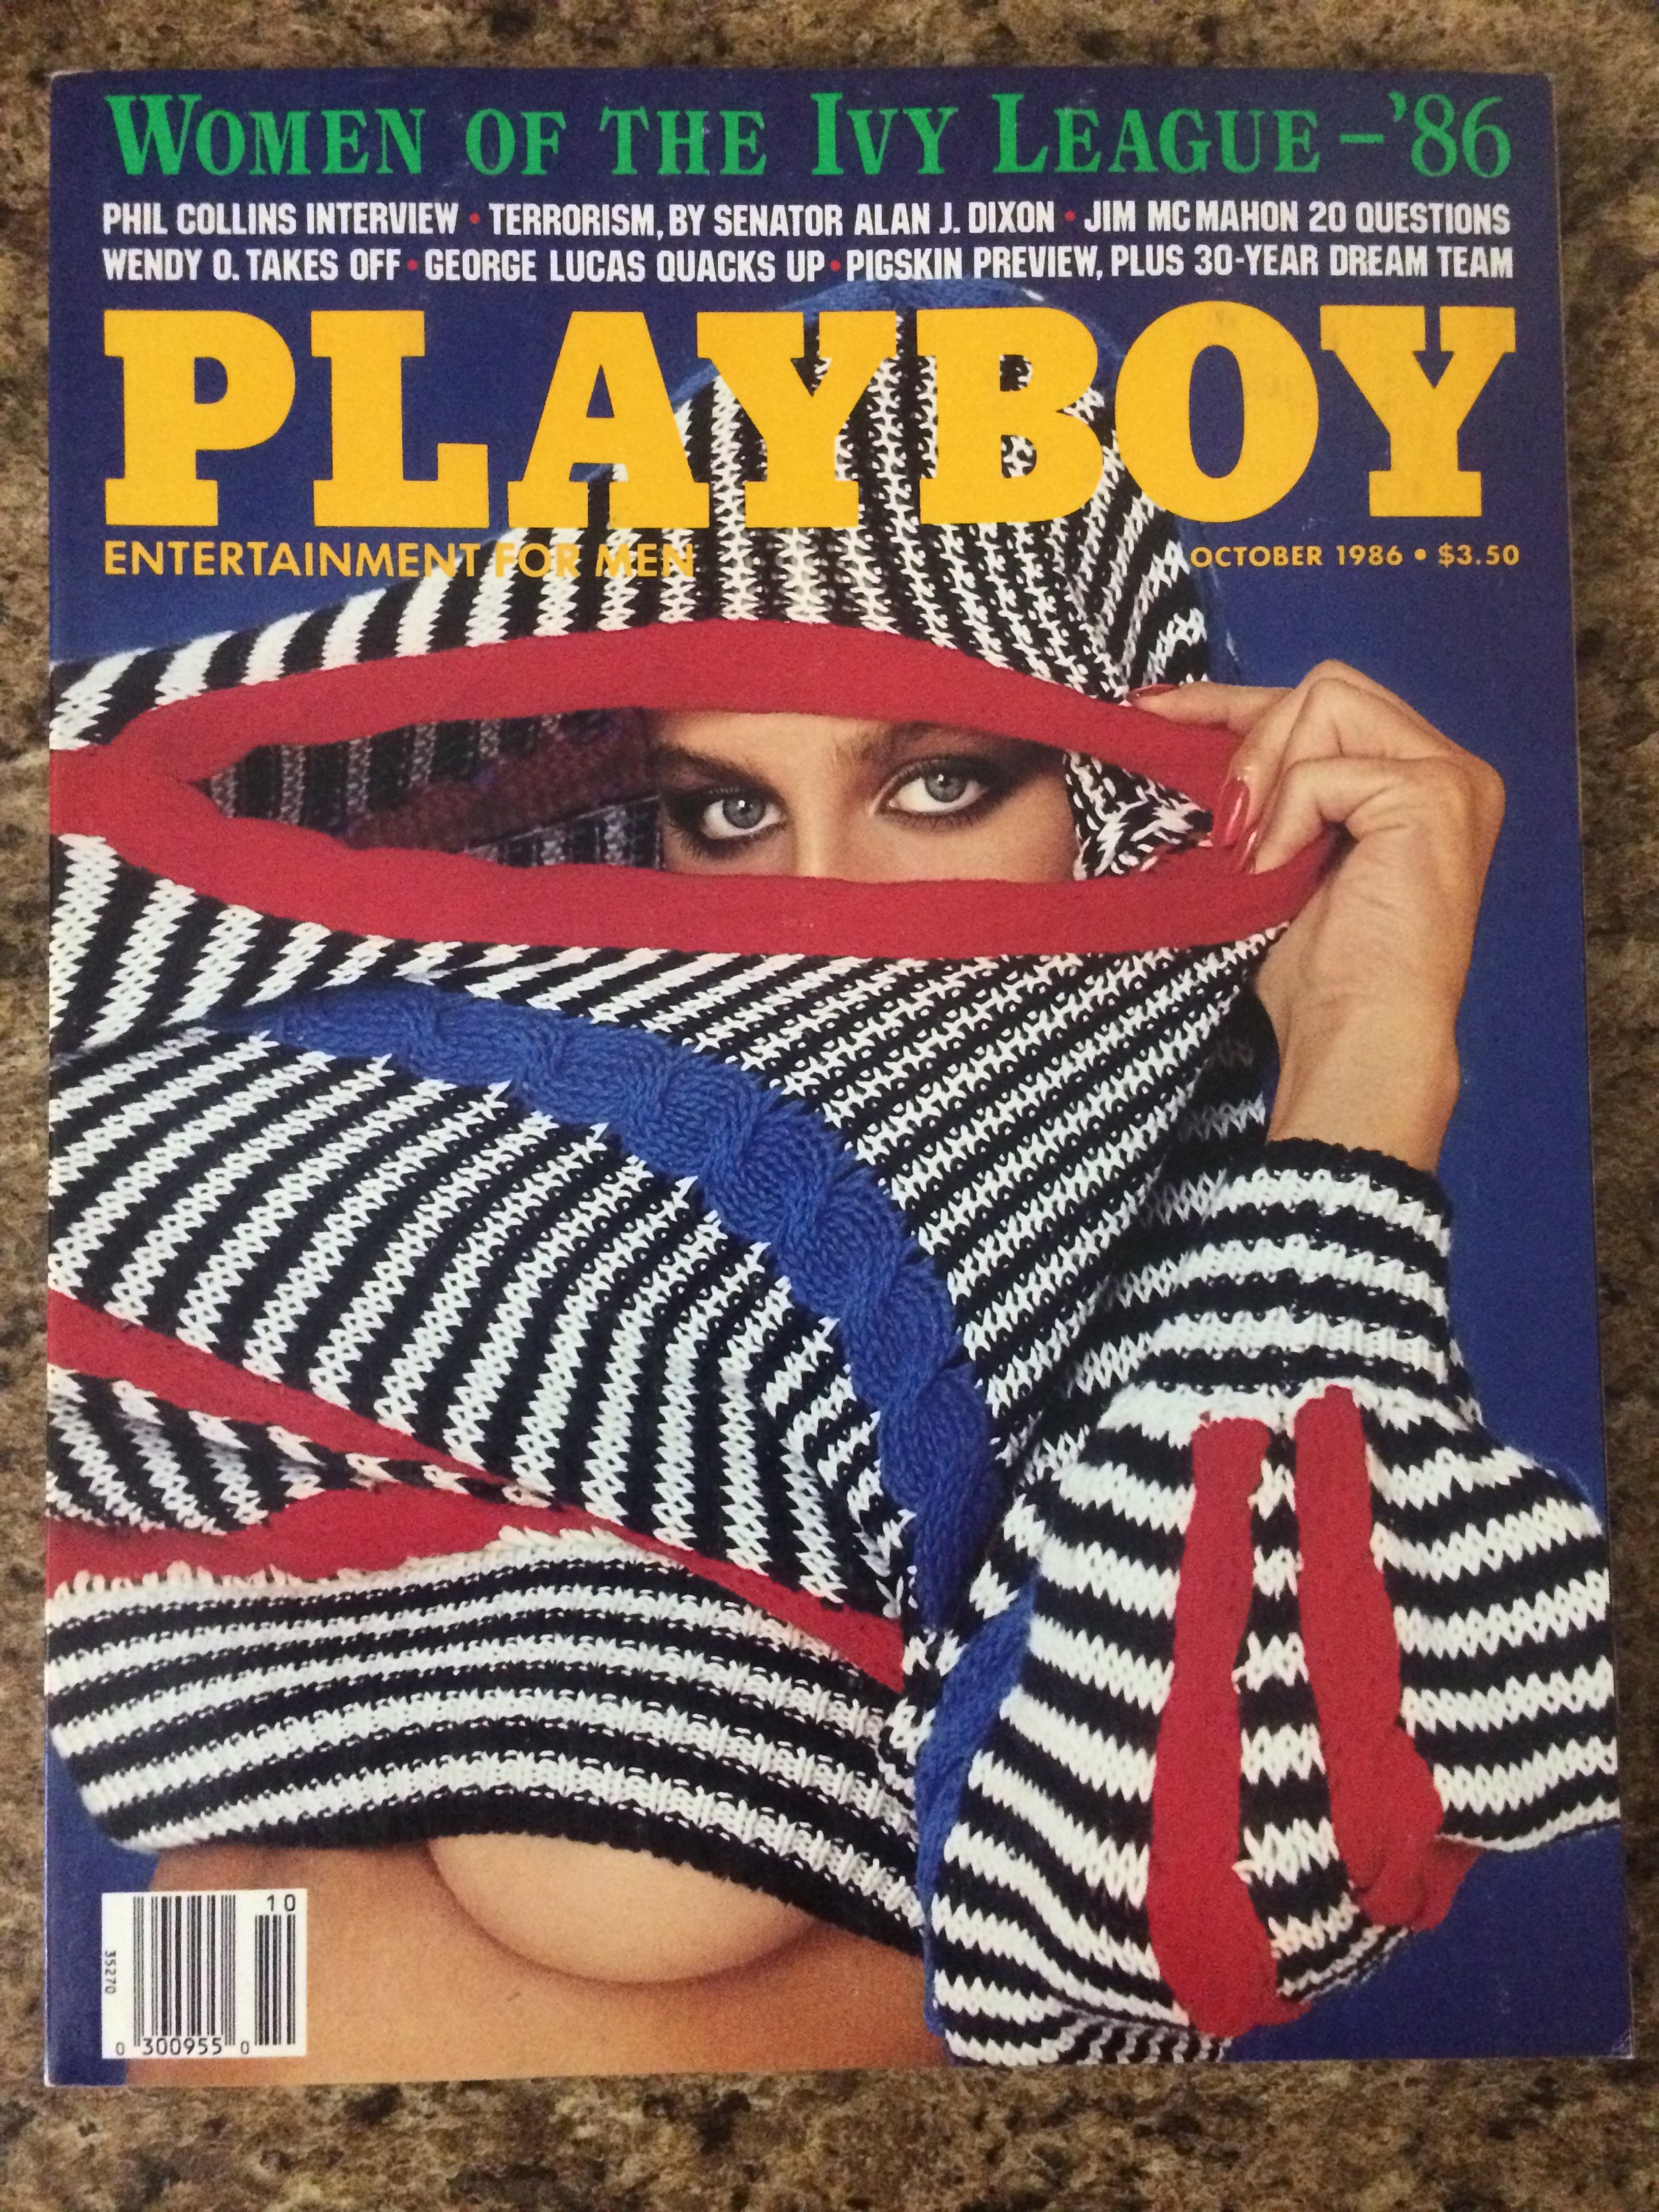 WOMEN OF THE IVY LEAGUE–'86
PHIL COLLINS INTERVIEW • TERRORISM, BY SENATOR ALAN J. DIXON • JIM MCMAHON 20 QUESTIONS
WENDY O. TAKES OFF • GEORGE LUCAS QUACKS UP • PIGSKIN PREVIEW, PLUS 30-YEAR DREAM TEAM
PLAYBOY
ENTERTAINMENT FOR MEN
OCTOBER 1986 • $3.50
10
35270
0 300955 0